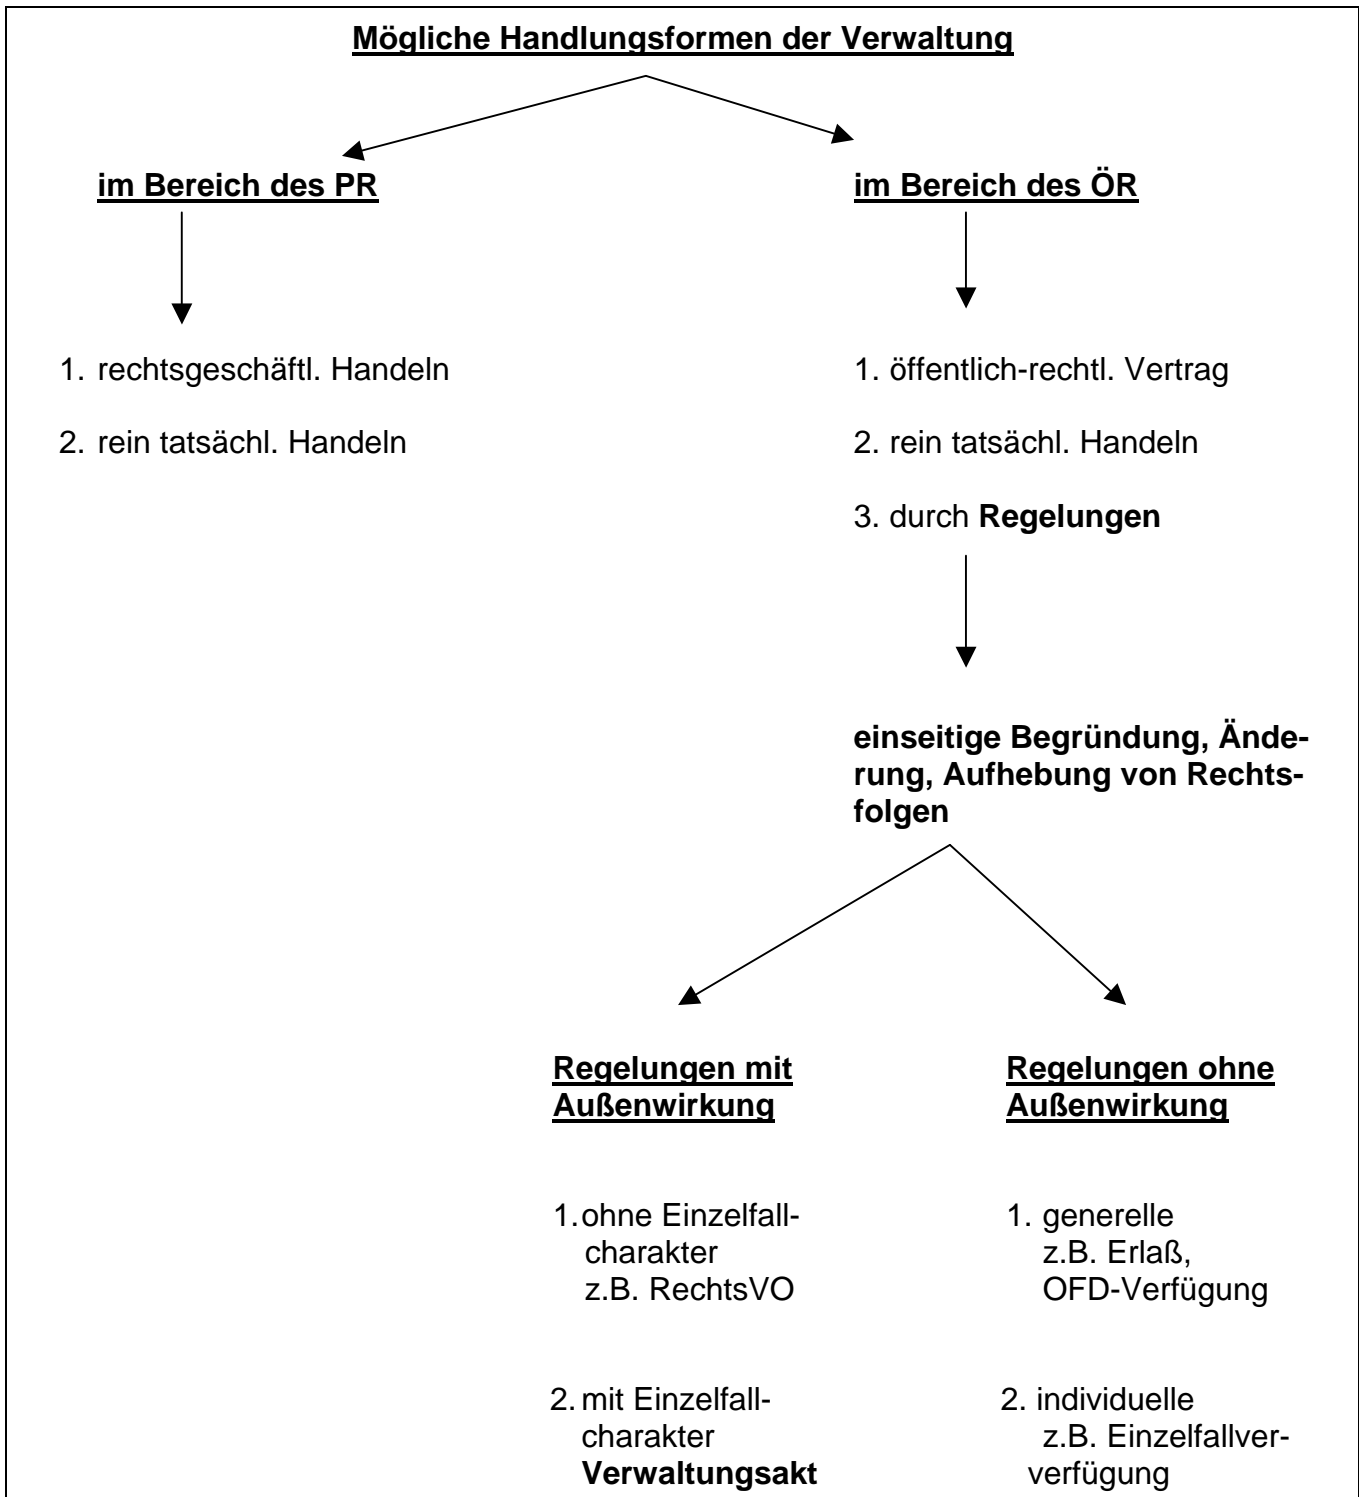 Mögliche Handlungsformen der Verwaltung
im Bereich des PR
im Bereich des ÖR
1. rechtsgeschäftl. Handeln
2. rein tatsächl. Handeln
1. öffentlich-rechtl. Vertrag
2. rein tatsächl. Handeln
3. durch Regelungen
einseitige Begründung, Ände-
rung, Aufhebung von Rechts-
folgen
Regelungen mit
Außenwirkung
1. ohne Einzelfall-
charakter
z.B. RechtsVO
2. mit Einzelfall-
charakter
Verwaltungsakt
Regelungen ohne
Außenwirkung
1. generelle
z.B. Erlaß,
OFD-Verfügung
2. individuelle
z.B. Einzelfallver-
verfügung